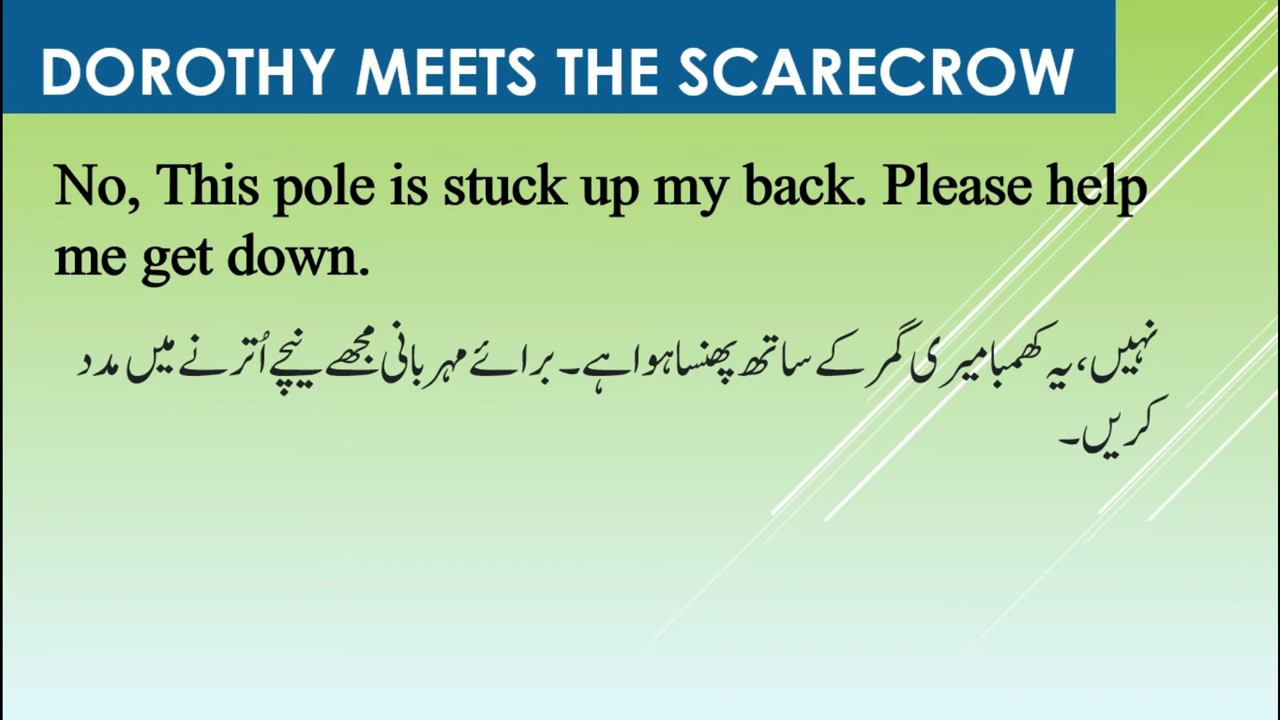 DOROTHY MEETS THE SCARECROW
No, This pole is stuck up my back. Please help
me get down.
نہیں، یہ کھمبا میری گمر کے ساتھ پھنسا ہوا ہے۔ برائے مہربانی مجھے نیچے اُترنے میں مدد
کریں۔